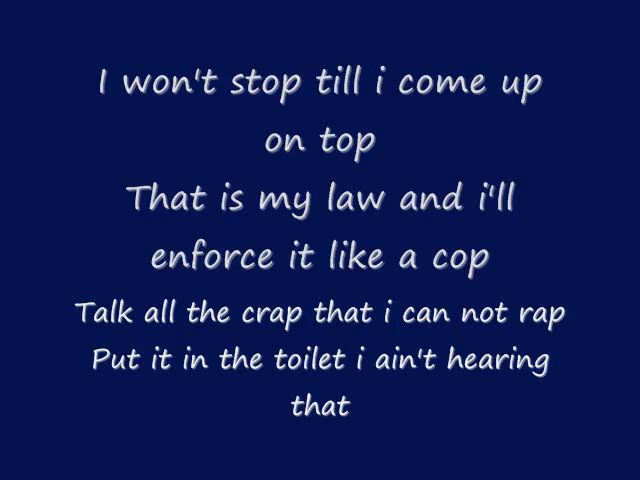 I won't stop till i come up
on top
That is my law and i'll
enforce it like a cop
Talk all the crap that i can not rap
Put it in the toilet i ain't hearing
that